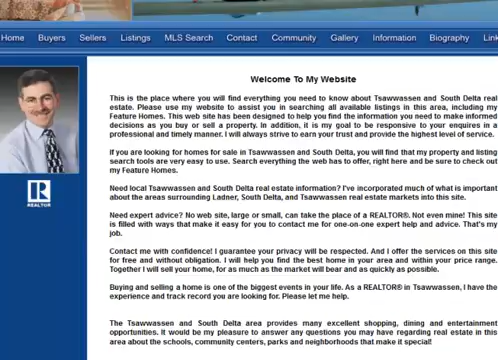 Home Buyers Sellers Listings MLS Search Contact Community Gallery Information Biography
Welcome To My Website
This is the place where you will find everything you need to know about Tsawwassen and South Delta real
estate. Please use my website to assist you in searching all available listings in this area, including my
Feature Homes. This web site has been designed to help you find the information you need to make informed
decisions as you buy or sell a property. In addition, it is my goal to be responsive to your enquires in a
professional and timely manner. I will always strive to earn your trust and provide the highest level of service.
If you are looking for homes for sale in Tsawwassen and South Delta, you will find that my property and listing
search tools are very easy to use. Search everything the web has to offer, right here and be sure to check out
my Feature Homes.
Need local Tsawwassen and South Delta real estate information? I've incorporated much of what is important
about the areas surrounding Ladner, South Delta, and Tsawwassen real estate markets into this site.
Need expert advice? No web site, large or small, can take the place of a REALTOR®. Not even mine! This site
is filled with ways that make it easy for you to contact me for one-on-one expert help and advice. That's my
job.
Contact me with confidence! I guarantee your privacy will be respected. And I offer the services on this site
for free and without obligation. I will help you find the best home in your area and within your price range.
Together I will sell your home, for as much as the market will bear and as quickly as possible.
Buying and selling a home is one of the biggest events in your life. As a REALTOR® in Tsawwassen, I have the
experience and track record you are looking for. Please let me help.
The Tsawwassen and South Delta area provides many excellent shopping, dining and entertainment
opportunities. It would be my pleasure to answer any questions you may have regarding real estate in this
area about the schools, community centers, parks and neighborhoods that make it special!
R
REALTOR